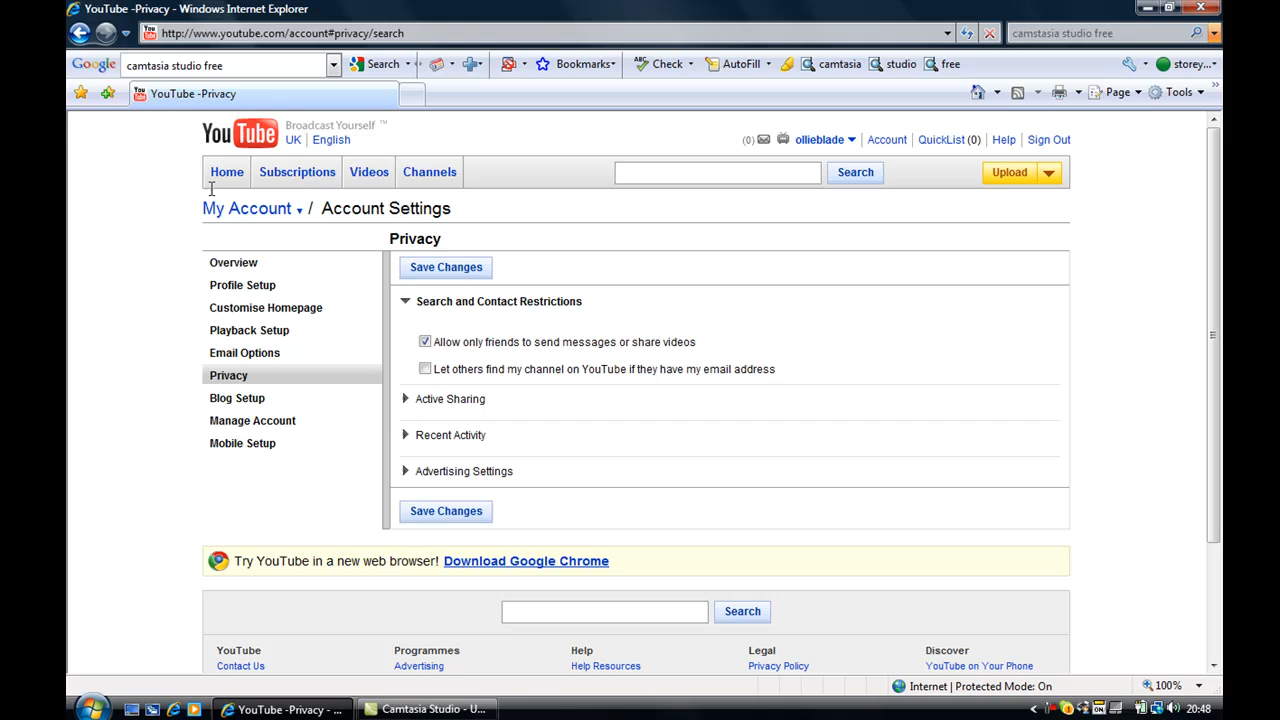 YouTube -Privacy - Windows Internet Explorer
http://www.youtube.com/account#privacy/search
camtasia studio free
Google camtasia studio free Search Bookmarks Check AutoFill camtasia studio free storey...
YouTube -Privacy Page Tools
YouTube Broadcast Yourself ™
UK English
(0) ollieblade Account QuickList (0) Help Sign Out
Home Subscriptions Videos Channels Search Upload
My Account / Account Settings
Privacy
Overview
Profile Setup
Customise Homepage
Playback Setup
Email Options
Privacy
Blog Setup
Manage Account
Mobile Setup
Save Changes
Search and Contact Restrictions
Allow only friends to send messages or share videos
Let others find my channel on YouTube if they have my email address
Active Sharing
Recent Activity
Advertising Settings
Save Changes
Try YouTube in a new web browser! Download Google Chrome
Search
YouTube Programmes Help Legal Discover
Contact Us Advertising Help Resources Privacy Policy YouTube on Your Phone
Internet | Protected Mode: On 100%
YouTube -Privacy - ... Camtasia Studio - U... 20:48